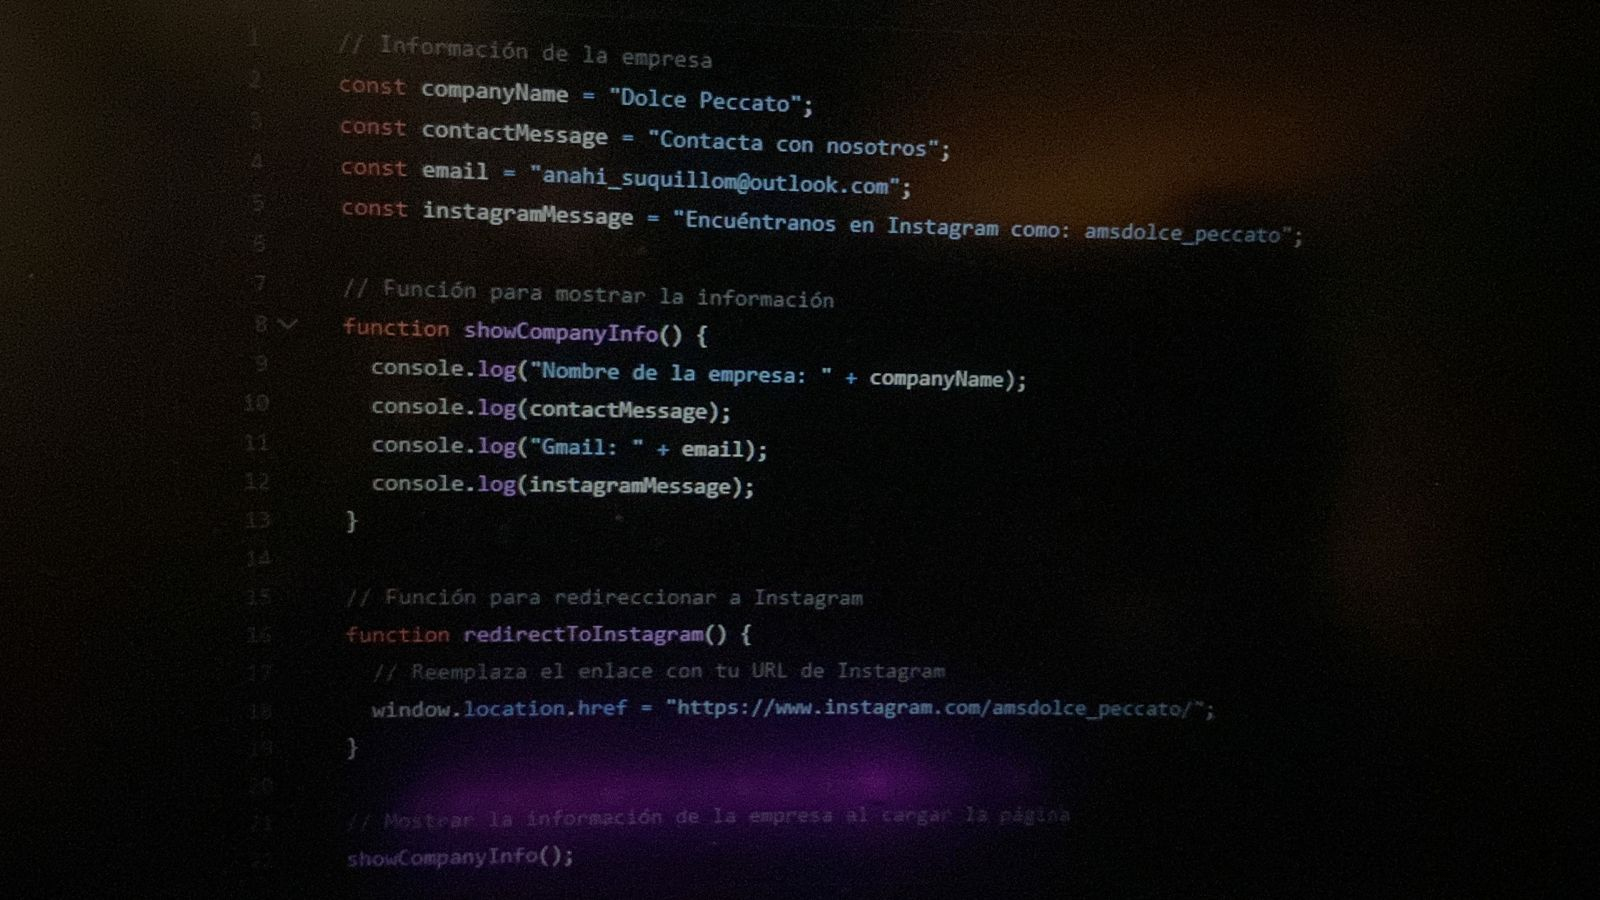 1 // Información de la empresa
2 const companyName = "Dolce Peccato";
3 const contactMessage = "Contacta con nosotros";
4 const email = "anahi_suquillom@outlook.com";
5 const instagramMessage = "Encuéntranos en Instagram como: amsdolce_peccato";
6
7 // Función para mostrar la información
8 function showCompanyInfo() {
9 console.log("Nombre de la empresa: " + companyName);
10 console.log(contactMessage);
11 console.log("Gmail: " + email);
12 console.log(instagramMessage);
13 }
14
15 // Función para redireccionar a Instagram
16 function redirectToInstagram() {
17 // Reemplaza el enlace con tu URL de Instagram
18 window.location.href = "https://www.instagram.com/amsdolce_peccato/";
19 }
20
21 // Mostrar la información de la empresa al cargar la página
22 showCompanyInfo();